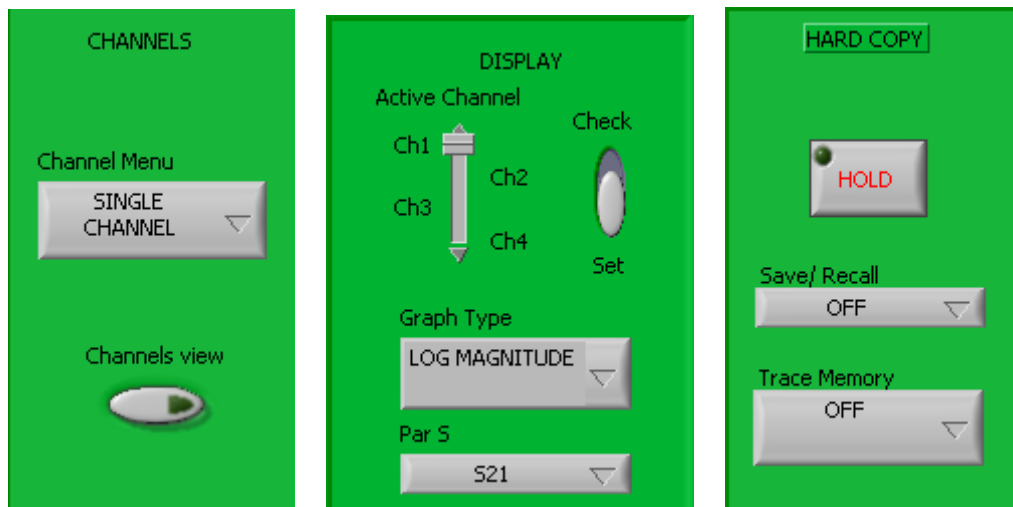 CHANNELS
Channel Menu
SINGLE
CHANNEL
Channels view
DISPLAY
Active Channel
Check
Ch1
Ch2
Ch3
Ch4
Set
Graph Type
LOG MAGNITUDE
Par S
S21
HARD COPY
HOLD
Save/ Recall
OFF
Trace Memory
OFF